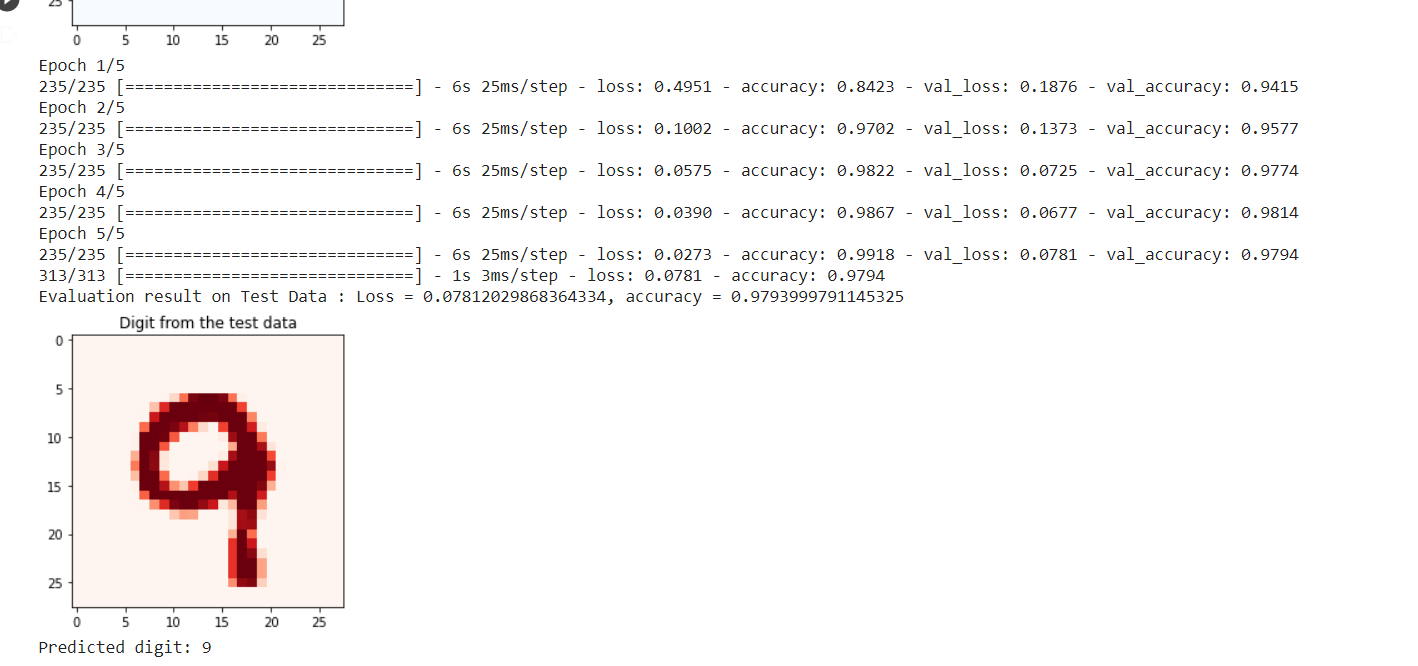 25
0 5 10 15 20 25
Epoch 1/5
235/235 [==============================] - 6s 25ms/step - loss: 0.4951 - accuracy: 0.8423 - val_loss: 0.1876 - val_accuracy: 0.9415
Epoch 2/5
235/235 [==============================] - 6s 25ms/step - loss: 0.1002 - accuracy: 0.9702 - val_loss: 0.1373 - val_accuracy: 0.9577
Epoch 3/5
235/235 [==============================] - 6s 25ms/step - loss: 0.0575 - accuracy: 0.9822 - val_loss: 0.0725 - val_accuracy: 0.9774
Epoch 4/5
235/235 [==============================] - 6s 25ms/step - loss: 0.0390 - accuracy: 0.9867 - val_loss: 0.0677 - val_accuracy: 0.9814
Epoch 5/5
235/235 [==============================] - 6s 25ms/step - loss: 0.0273 - accuracy: 0.9918 - val_loss: 0.0781 - val_accuracy: 0.9794
313/313 [==============================] - 1s 3ms/step - loss: 0.0781 - accuracy: 0.9794
Evaluation result on Test Data : Loss = 0.07812029868364334, accuracy = 0.9793999791145325
Digit from the test data
0
5
10
15
20
25
0 5 10 15 20 25
9
Predicted digit: 9